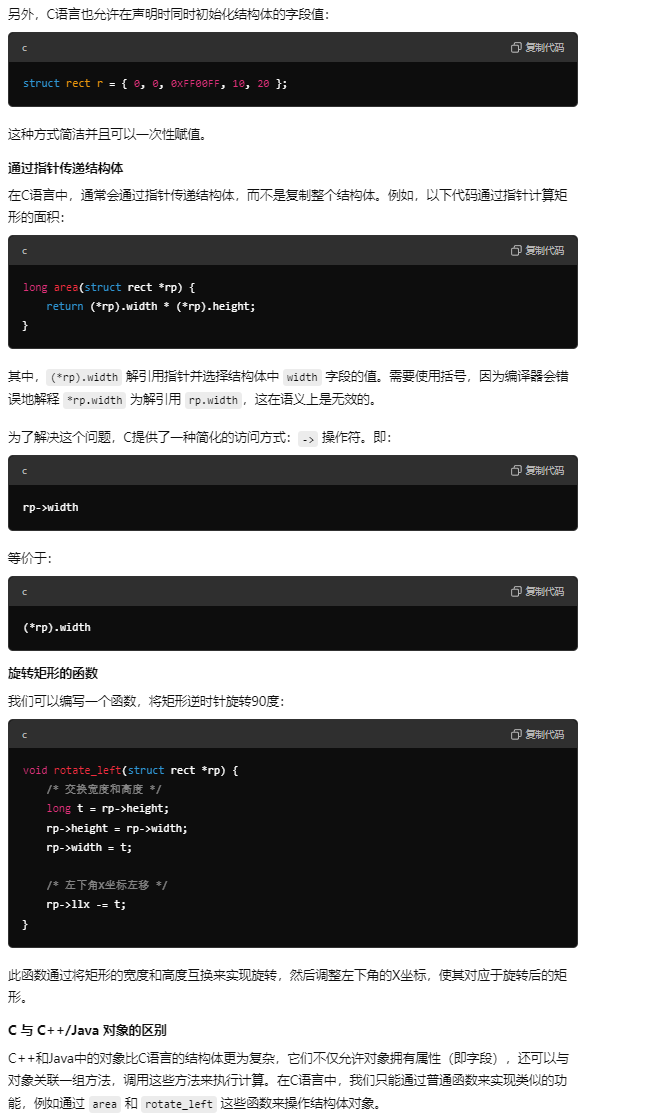 另外，C语言也允许在声明时同时初始化结构体的字段值：
c
复制代码
struct rect r = { 0, 0, 0xFF00FF, 10, 20 };
这种方式简洁并且可以一次性赋值。
通过指针传递结构体
在C语言中，通常会通过指针传递结构体，而不是复制整个结构体。例如，以下代码通过指针计算矩
形的面积：
c
复制代码
long area(struct rect *rp) {
    return (*rp).width * (*rp).height;
}
其中，(*rp).width 解引用指针并选择结构体中 width 字段的值。需要使用括号，因为编译器会错
误地解释 *rp.width 为解引用 rp.width，这在语义上是无效的。
为了解决这个问题，C提供了一种简化的访问方式：-> 操作符。即：
c
复制代码
rp->width
等价于：
c
复制代码
(*rp).width
旋转矩形的函数
我们可以编写一个函数，将矩形逆时针旋转90度：
c
复制代码
void rotate_left(struct rect *rp) {
    /* 交换宽度和高度 */
    long t = rp->height;
    rp->height = rp->width;
    rp->width = t;
    /* 左下角X坐标左移 */
    rp->llx -= t;
}
此函数通过将矩形的宽度和高度互换来实现旋转，然后调整左下角的X坐标，使其对应于旋转后的矩
形。
C 与 C++/Java 对象的区别
C++和Java中的对象比C语言的结构体更为复杂，它们不仅允许对象拥有属性（即字段），还可以与
对象关联一组方法，调用这些方法来执行计算。在C语言中，我们只能通过普通函数来实现类似的功
能，例如通过 area 和 rotate_left 这些函数来操作结构体对象。